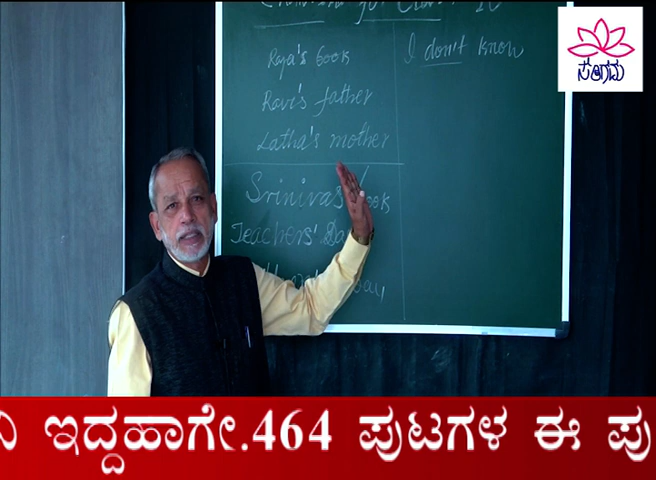 Grammar for Class 10
Raja's book
I don't know
Ravi's father
Latha's mother
Srinivas' book
Teachers' Day
ಇದ್ದಹಾಗೇ.464 ಪುಟಗಳ ಈ ಪು